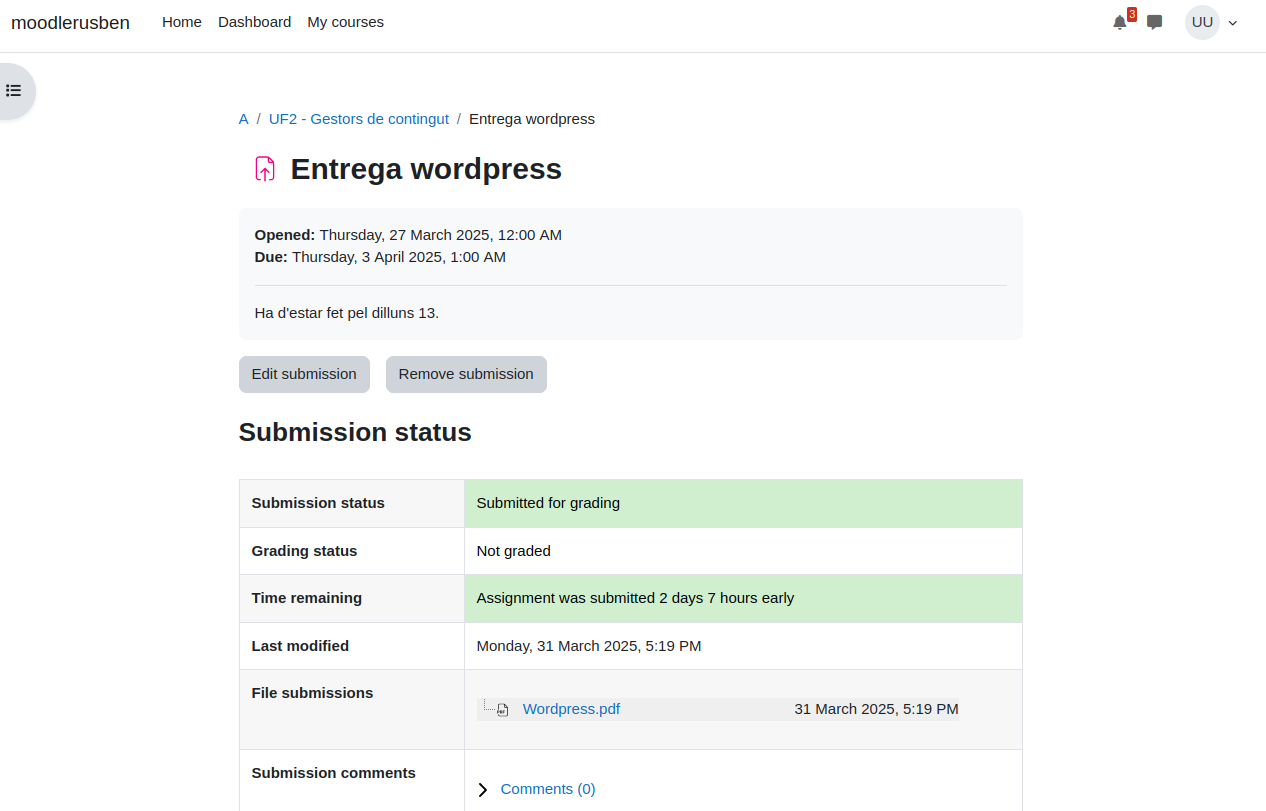 moodlerusben Home Dashboard My courses 3 UU
A / UF2 - Gestors de contingut / Entrega wordpress
Entrega wordpress
Opened: Thursday, 27 March 2025, 12:00 AM
Due: Thursday, 3 April 2025, 1:00 AM
Ha d'estar fet pel dilluns 13.
Edit submission Remove submission
Submission status
Submission status Submitted for grading
Grading status Not graded
Time remaining Assignment was submitted 2 days 7 hours early
Last modified Monday, 31 March 2025, 5:19 PM
File submissions
Wordpress.pdf 31 March 2025, 5:19 PM
Submission comments
Comments (0)